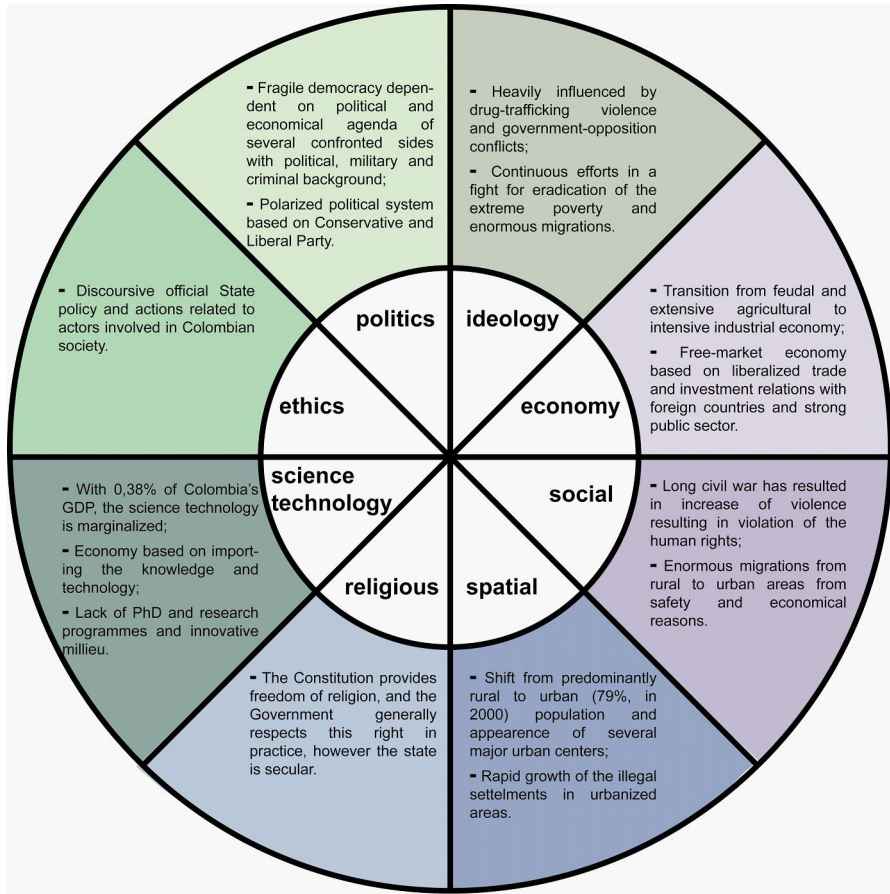 - Fragile democracy depen-
dent on political and
economical agenda of
several confronted sides
with political, military and
criminal background;
- Polarized political system
based on Conservative and
Liberal Party.
- Heavily influenced by
drug-trafficking violence
and government-opposition
conflicts;
- Continuous efforts in a
fight for eradication of the
extreme poverty and
enormous migrations.
- Discoursive official State
policy and actions related to
actors involved in Colombian
society.
- Transition from feudal and
extensive agricultural to
intensive industrial economy;
- Free-market economy
based on liberalized trade
and investment relations with
foreign countries and strong
public sector.
politics
ideology
ethics
economy
science
technology
social
religious
spatial
- With 0,38% of Colombia's
GDP, the science technology
is marginalized;
- Economy based on import-
ing the knowledge and
technology;
- Lack of PhD and research
programmes and innovative
millieu.
- Long civil war has resulted
in increase of violence
resulting in violation of the
human rights;
- Enormous migrations from
rural to urban areas from
safety and economical
reasons.
- The Constitution provides
freedom of religion, and the
Government generally
respects this right in
practice, however the state
is secular.
- Shift from predominantly
rural to urban (79%, in
2000) population and
appearence of several
major urban centers;
- Rapid growth of the illegal
settelments in urbanized
areas.